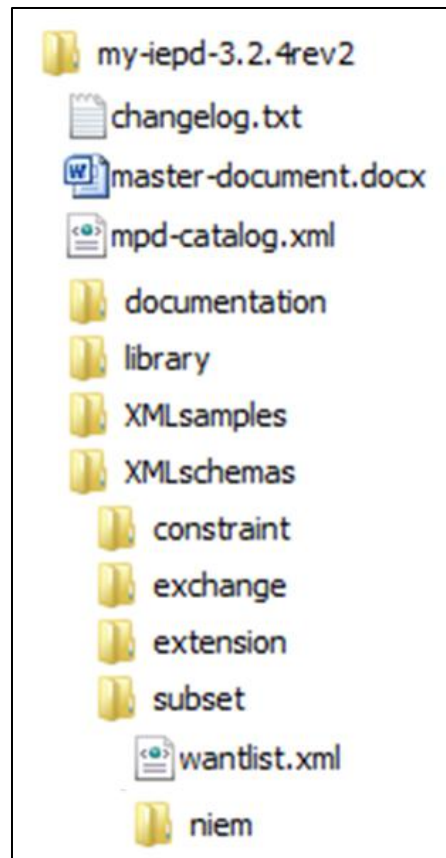 my-iepd-3.2.4rev2
changelog.txt
master-document.docx
mpd-catalog.xml
documentation
library
XMLsamples
XMLschemas
constraint
exchange
extension
subset
wantlist.xml
niem